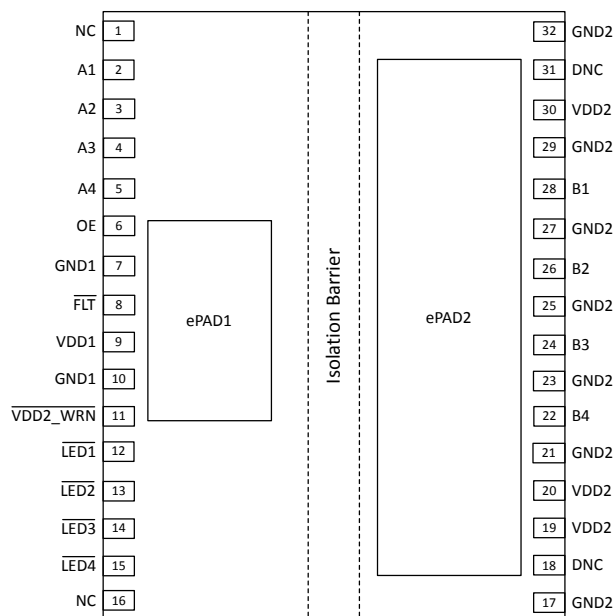 NC 1 32 GND2
A1 2 31 DNC
A2 3 30 VDD2
A3 4 29 GND2
A4 5 28 B1
OE 6 27 GND2
GND1 7 26 B2
FLT 8 25 GND2
VDD1 9 24 B3
GND1 10 23 GND2
VDD2_WRN 11 22 B4
LED1 12 21 GND2
LED2 13 20 VDD2
LED3 14 19 VDD2
LED4 15 18 DNC
NC 16 17 GND2
ePAD1
Isolation Barrier
ePAD2